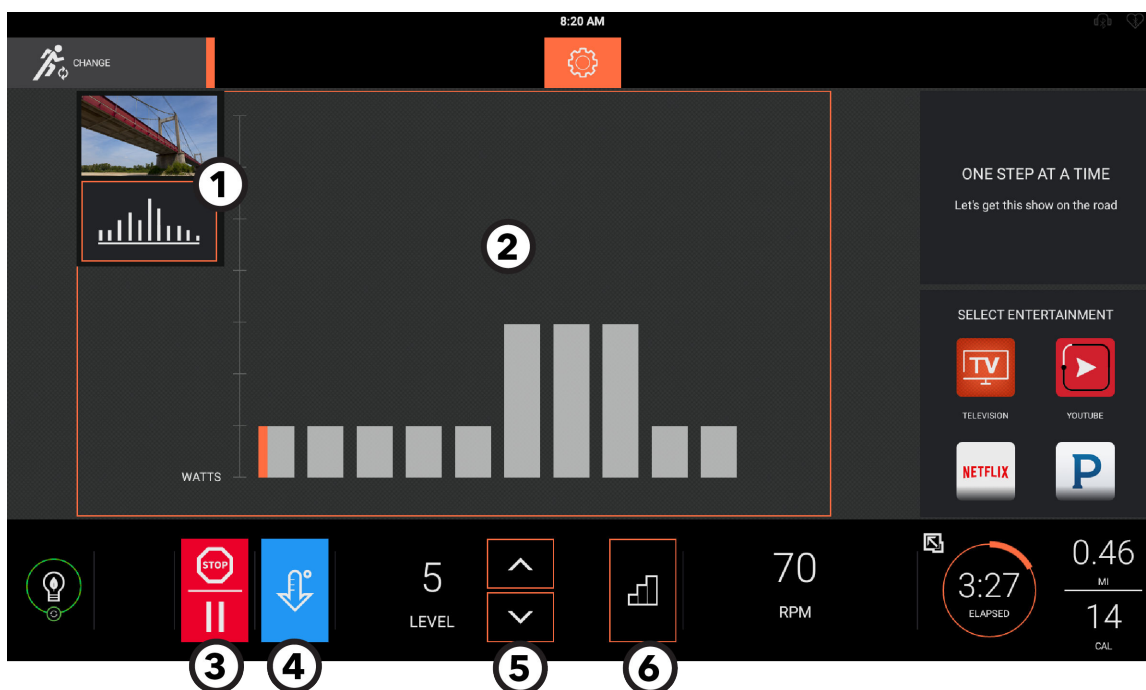 8:20 AM
CHANGE
1
2
WATTS
ONE STEP AT A TIME
Let's get this show on the road
SELECT ENTERTAINMENT
TV
TELEVISION
YOUTUBE
NETFLIX
P
STOP
5
LEVEL
70
RPM
3:27
ELAPSED
0.46
MI
14
CAL
3
4
5
6